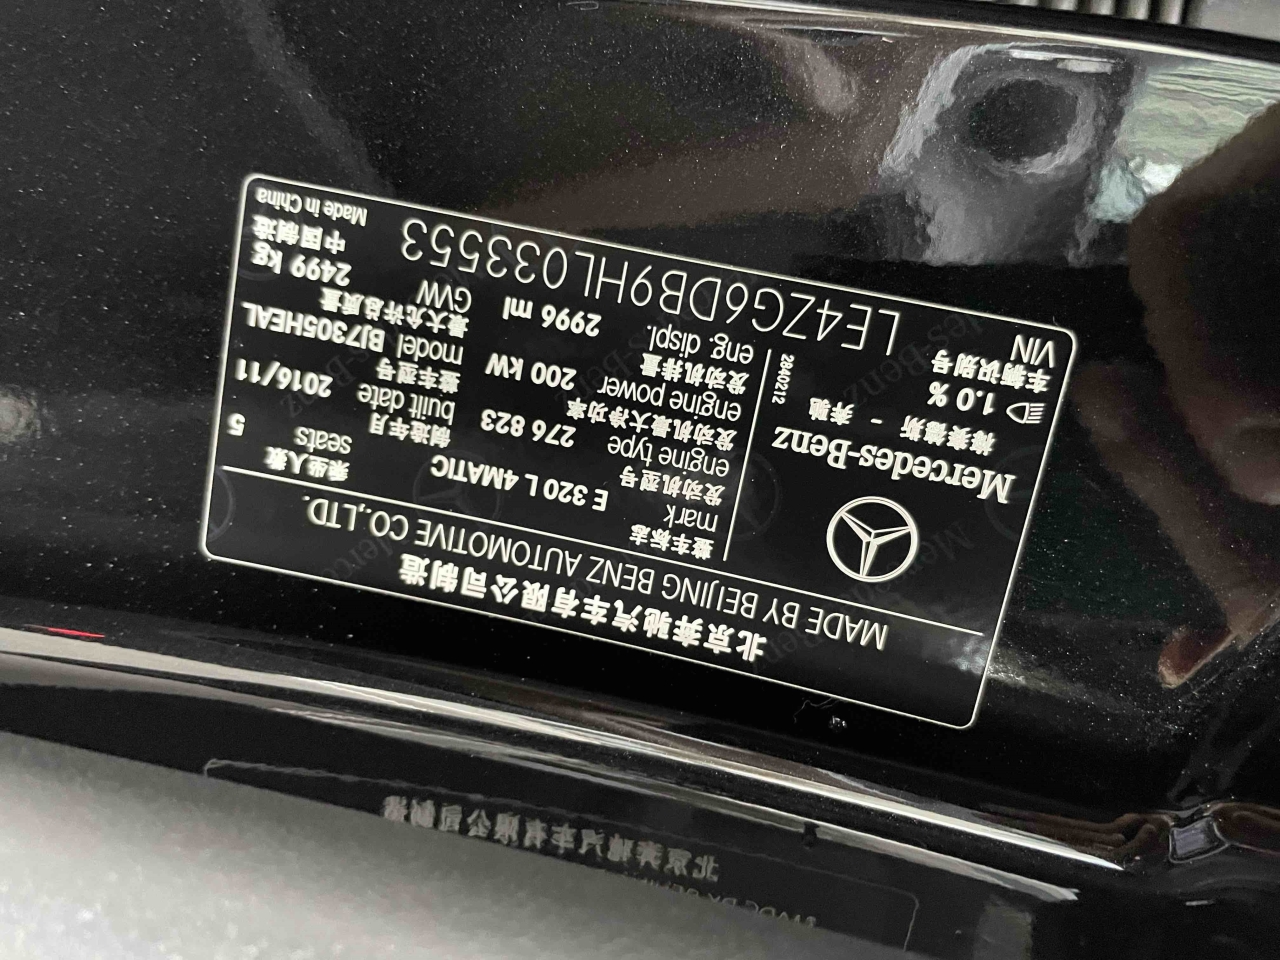 北京奔驰汽车有限公司制造
MADE BY BEIJING BENZ AUTOMOTIVE CO.,LTD.
Mercedes-Benz
梅赛德斯 - 奔驰
1.0 %
2840212
整车标志
mark
E 320 L 4MATIC
发动机型号
engine type
276 823
发动机最大净功率
engine power
200 kW
发动机排量
eng. displ.
2996 ml
乘坐人数
seats
5
制造年月
built date
2016/11
整车型号
model
BJ7305HEAL
最大允许总质量
GVW
2499 kg
车辆识别号
VIN
LE4ZG6DB9HL033553
中国制造
Made in China